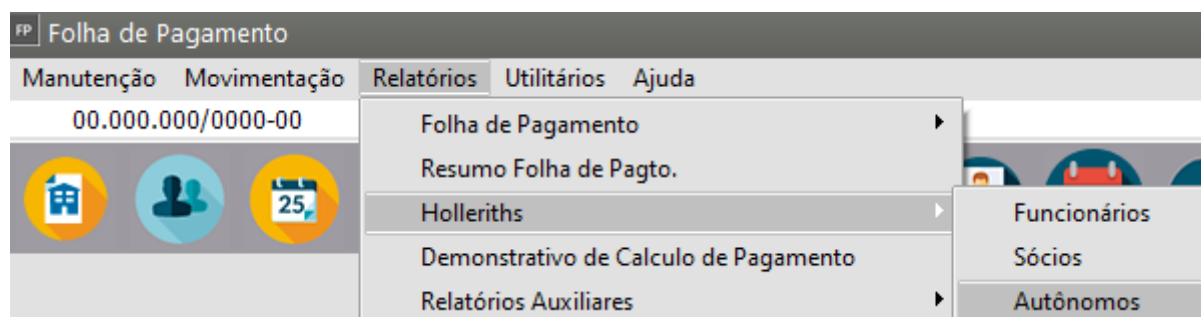 FP Folha de Pagamento
Manutenção Movimentação Relatórios Utilitários Ajuda
00.000.000/0000-00
Folha de Pagamento
Resumo Folha de Pagto.
25
Holleriths
Funcionários
Demonstrativo de Calculo de Pagamento
Sócios
Relatórios Auxiliares
Autônomos